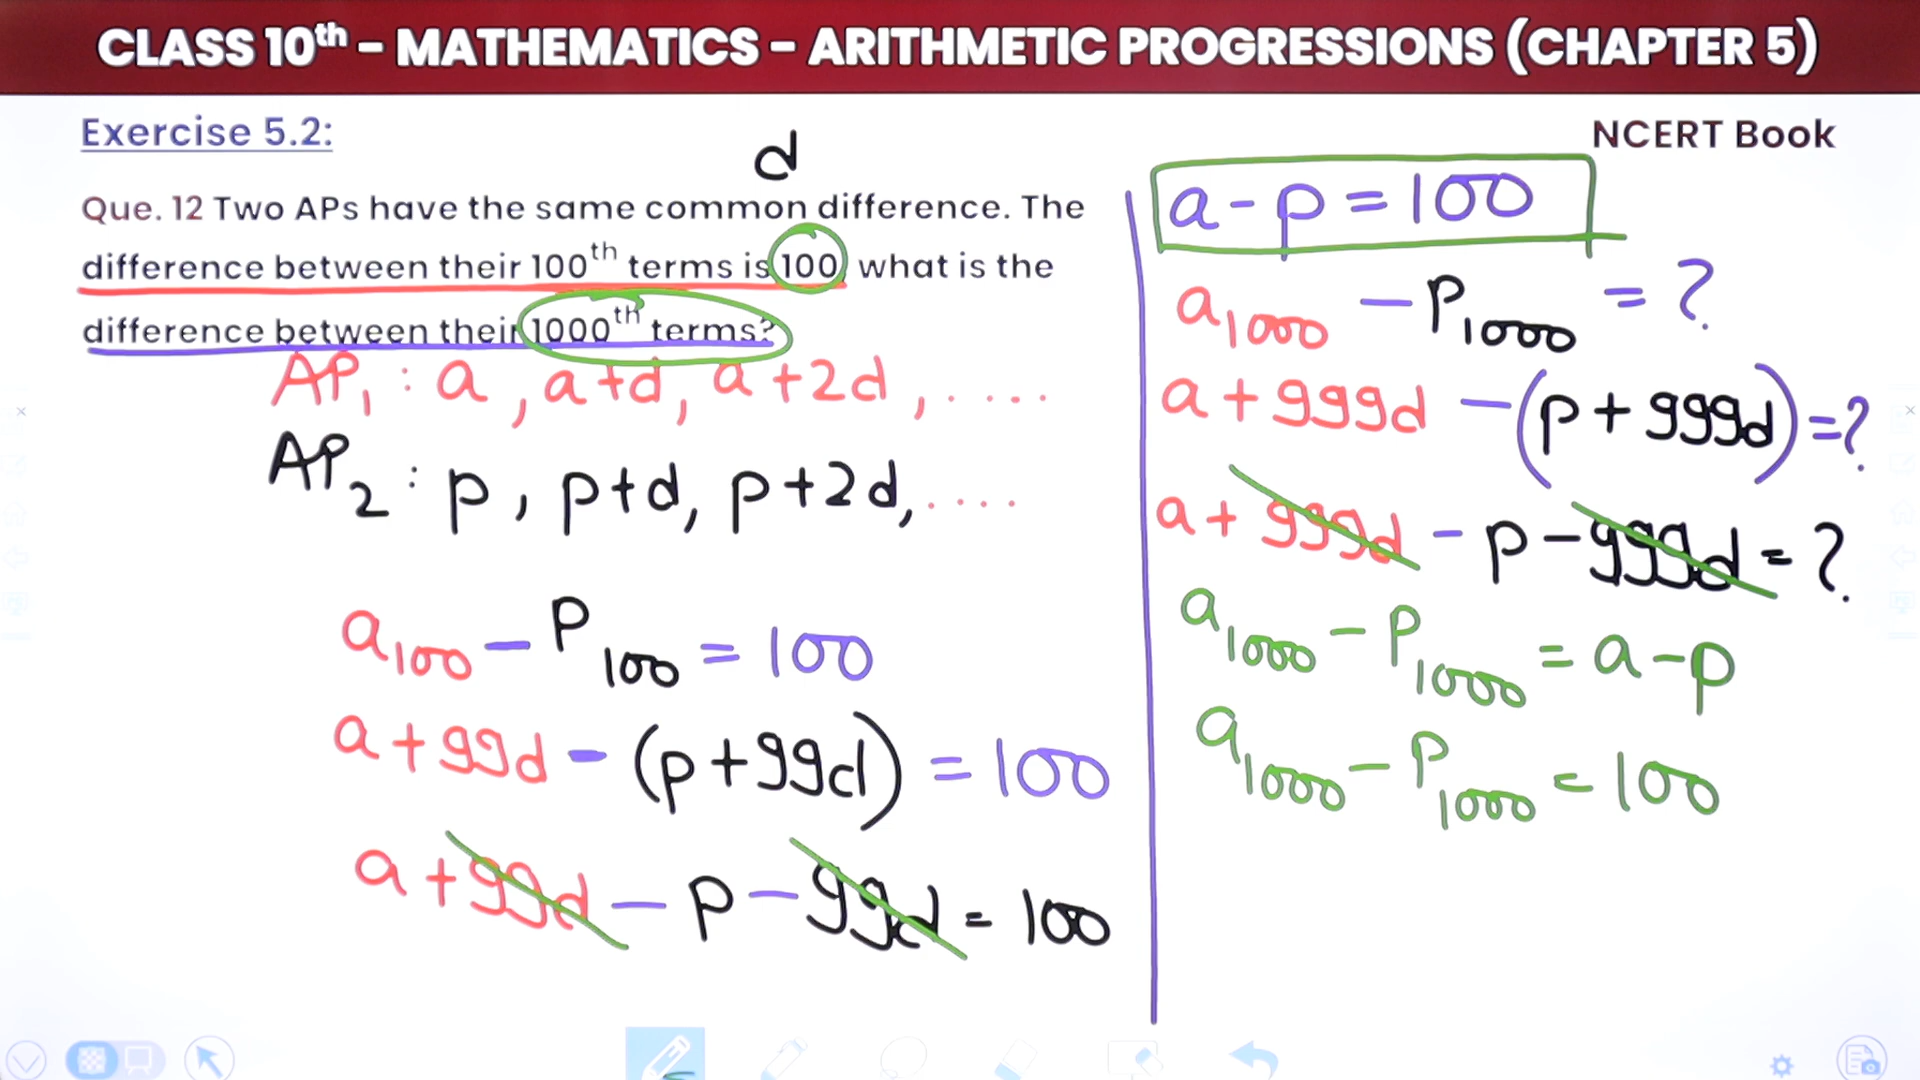 CLASS 10th – MATHEMATICS – ARITHMETIC PROGRESSIONS (CHAPTER 5)
Exercise 5.2:
NCERT Book
d
Que. 12 Two APs have the same common difference. The
difference between their 100th terms is 100, what is the
difference between their 1000th terms?
AP₁ : a , a+d, a+2d , ....
AP₂ : p , p+d, p+2d, ....
a₁₀₀ – P₁₀₀ = 100
a+99d – (p+99d) = 100
a+99d – p – 99d = 100
a – p = 100
a₁₀₀₀ – P₁₀₀₀ = ?
a+999d – (p+999d) = ?
a+999d – p – 999d = ?
a₁₀₀₀ – P₁₀₀₀ = a – p
a₁₀₀₀ – P₁₀₀₀ = 100